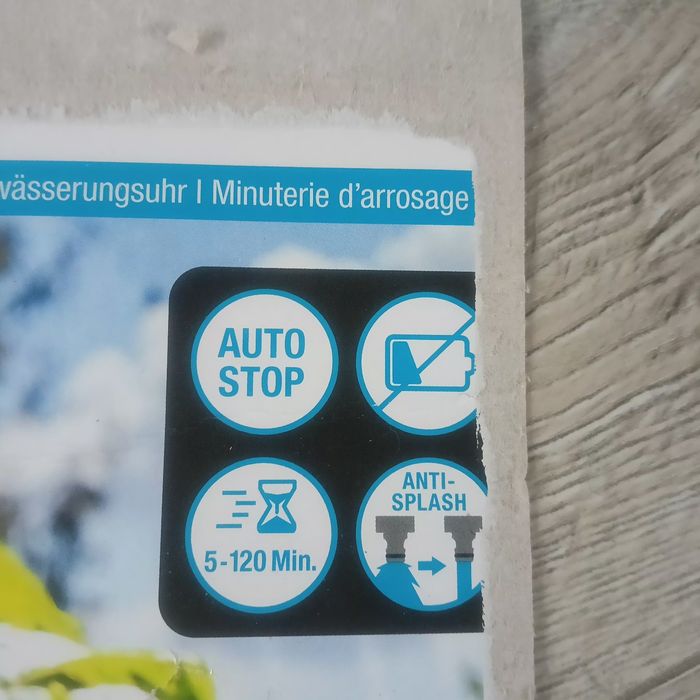 wässerungsuhr | Minuterie d'arrosage
AUTO
STOP
5-120 Min.
ANTI-
SPLASH